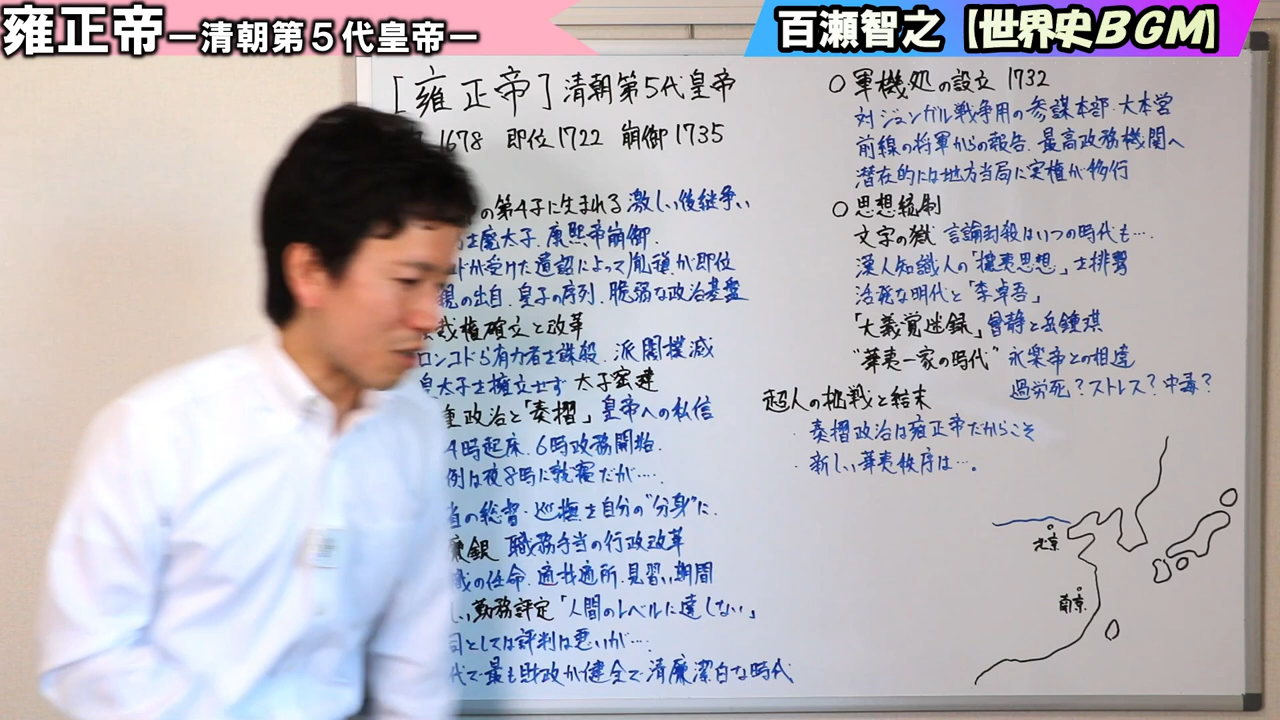 雍正帝ー清朝第5代皇帝ー
百瀬智之【世界史BGM】
[雍正帝]清朝第5代皇帝
1678 即位1722 崩御1735
の第4子に生まれる 激しい後継争い
を廃太子. 康熙帝崩御.
ドが受けた遺詔によって胤禛が即位
親の出自. 皇子の序列. 脆弱な政治基盤
裁権確立と改革
ロンコドら有力者を謀殺. 派閥撲滅
皇太子を擁立せず 太子密建
重政治と「奏摺」皇帝への私信
4時起床. 6時政務開始.
例は夜8時に就寝だが….
省の総督・巡撫を自分の"分身"に.
廉銀 職務手当の行政改革
職の任命. 適材適所. 見習い期間
しい勤務評定「人間のレベルに達しない」
司としては評判は悪いが….
代で最も財政が健全で清廉潔白な時代
○軍機処の設立 1732
対ジュンガル戦争用の参謀本部・大本営
前線の将軍からの報告. 最高政務機関へ
潜在的には地方当局に実権が移行
○思想統制
文字の獄 言論封殺はいつの時代も….
漢人知識人の「攘夷思想」を排撃
活発な明代と「李卓吾」
「大義覚迷録」曾静と岳鍾琪
"華夷一家の時代" 永楽帝との相違
過労死?ストレス?中毒?
超人の挑戦と結末
・奏摺政治は雍正帝だからこそ
・新しい華夷秩序は….
北京
南京